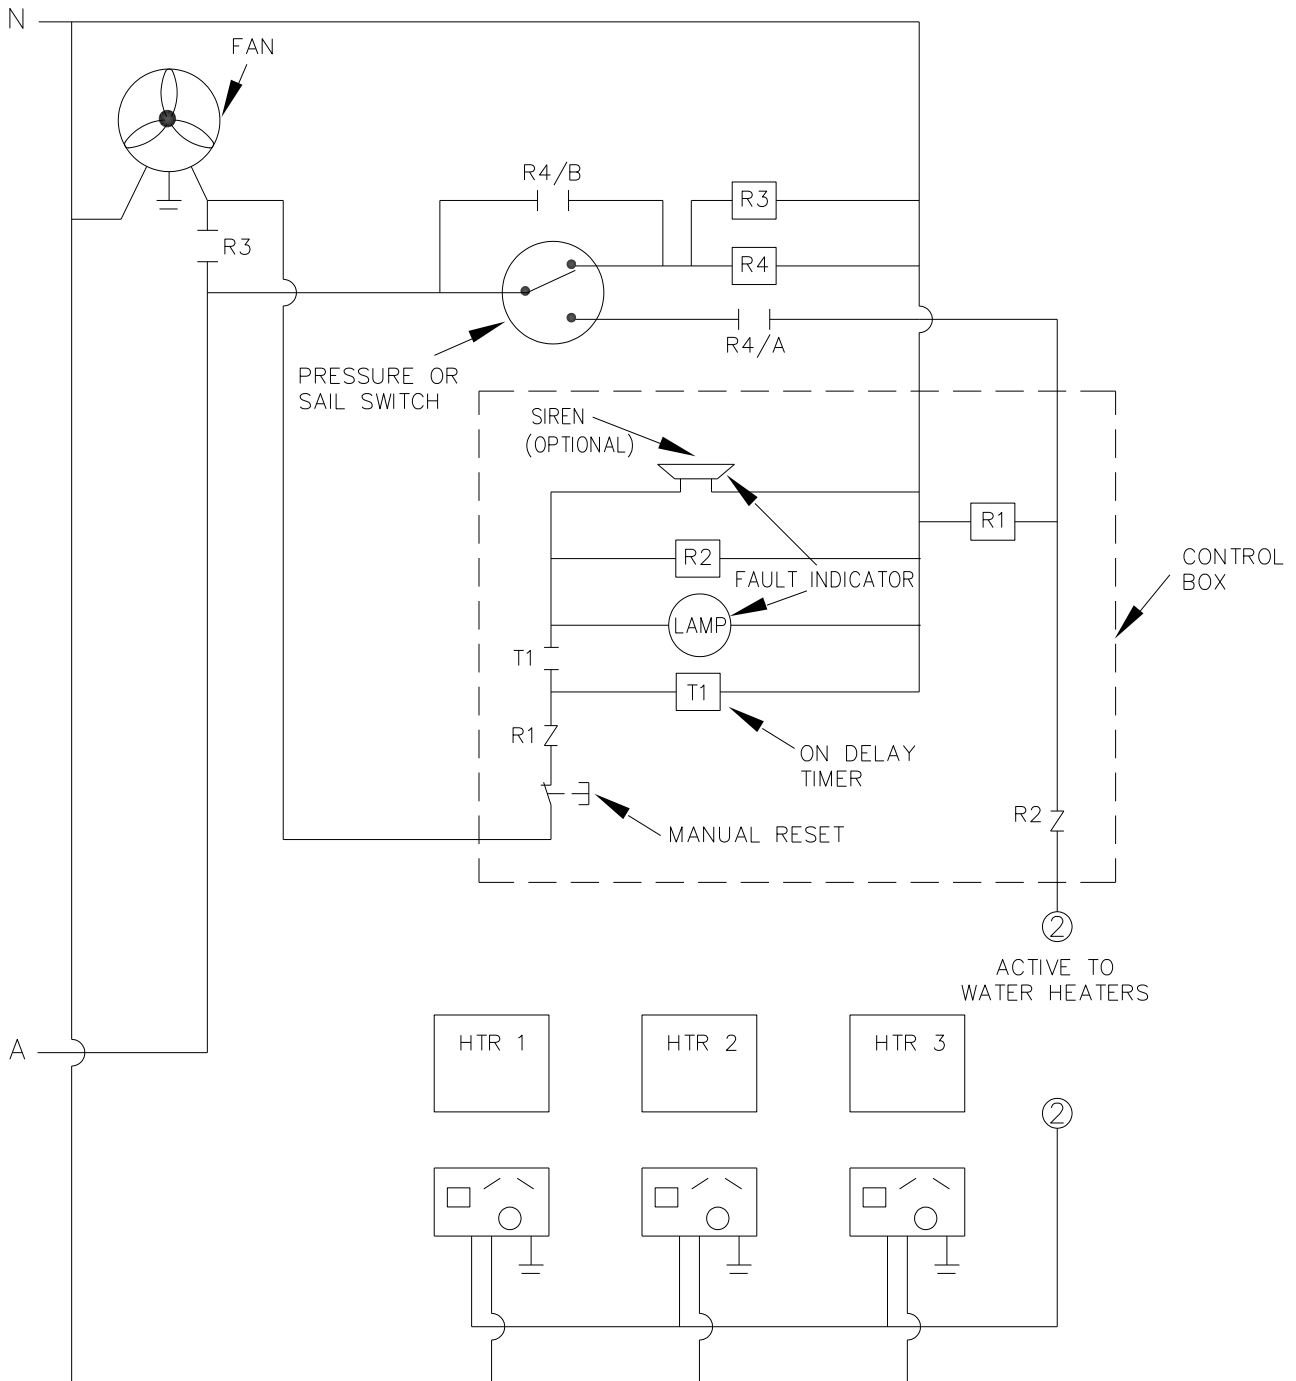 N
FAN
R4/B
R3
R3
R4
R4/A
PRESSURE OR
SAIL SWITCH
SIREN
(OPTIONAL)
R1
R2
FAULT INDICATOR
CONTROL
BOX
LAMP
T1
T1
R1
ON DELAY
TIMER
R2
MANUAL RESET
2
ACTIVE TO
WATER HEATERS
A
HTR 1
HTR 2
HTR 3
2